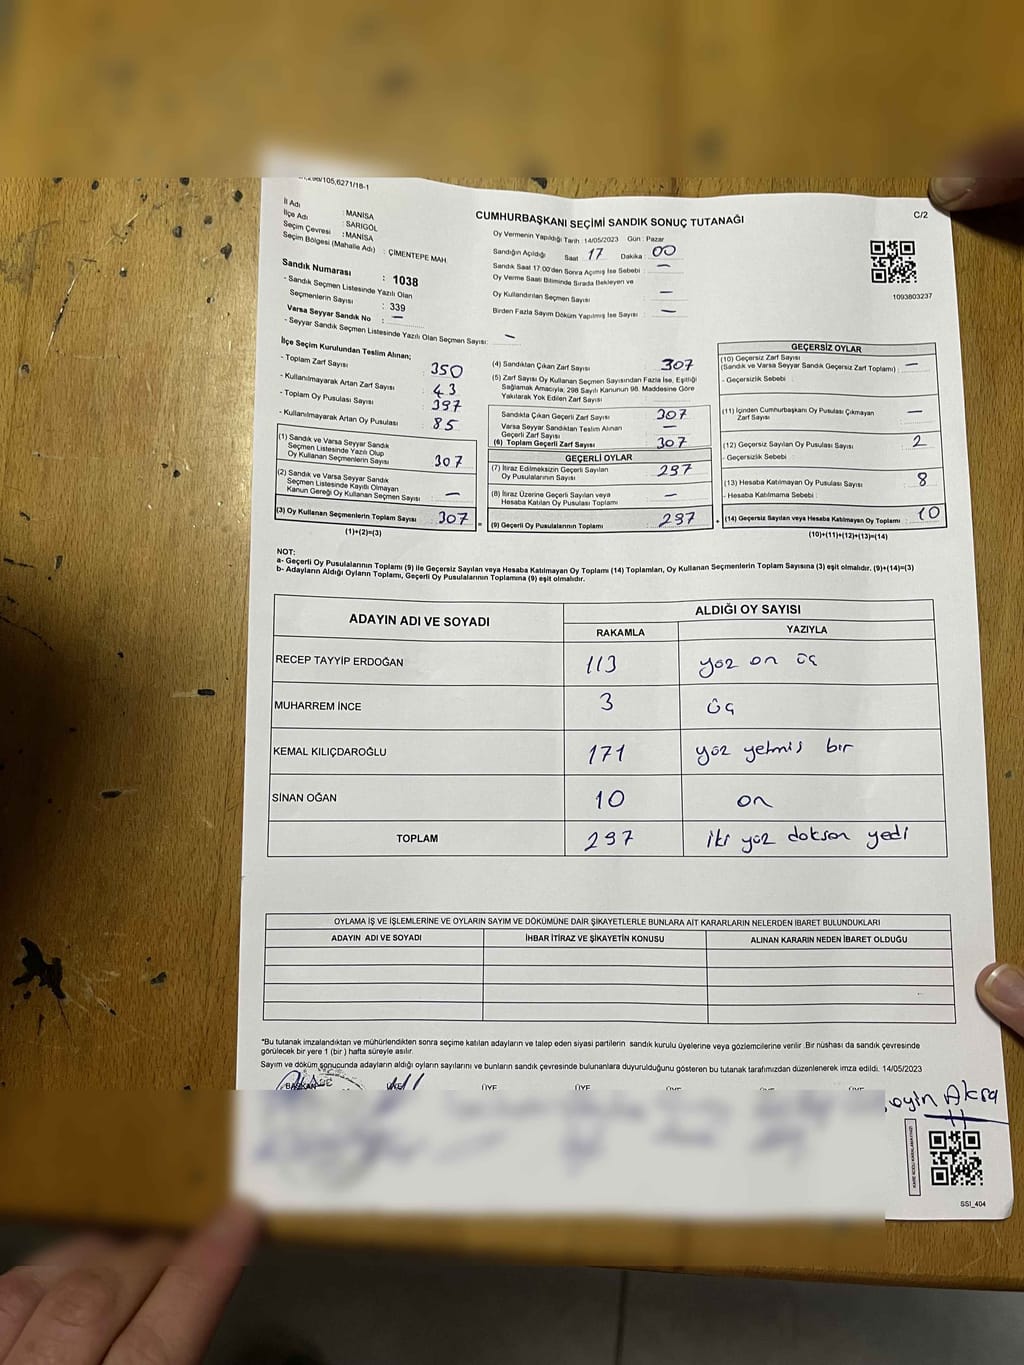 /105,6271/18-1
C/2
CUMHURBAŞKANI SEÇİMİ SANDIK SONUÇ TUTANAĞI
İl Adı : MANİSA
İlçe Adı : SARIGÖL
Seçim Çevresi : MANİSA
Seçim Bölgesi (Mahalle Adı) : ÇİMENTEPE MAH.
Sandık Numarası : 1038
- Sandık Seçmen Listesinde Yazılı Olan
Seçmenlerin Sayısı : 339
Varsa Seyyar Sandık No : —
- Seyyar Sandık Seçmen Listesinde Yazılı Olan Seçmen Sayısı: —
Oy Vermenin Yapıldığı Tarih : 14/05/2023 Gün : Pazar
Sandığın Açıldığı Saat 17 Dakika : 00
Sandık Saat 17:00'den Sonra Açılmış İse Sebebi : —
Oy Verme Saati Bitiminde Sırada Bekleyen ve
Oy Kullandırılan Seçmen Sayısı —
Birden Fazla Sayım Döküm Yapılmış İse Sayısı : —
1093803237
İlçe Seçim Kurulundan Teslim Alınan;
- Toplam Zarf Sayısı 350
- Kullanılmayarak Artan Zarf Sayısı 43
- Toplam Oy Pusulası Sayısı 397
- Kullanılmayarak Artan Oy Pusulası 85
(1) Sandık ve Varsa Seyyar Sandık
Seçmen Listesinde Yazılı Olup
Oy Kullanan Seçmenlerin Sayısı 307
(2) Sandık ve Varsa Seyyar Sandık
Seçmen Listesinde Kayıtlı Olmayan
Kanun Gereği Oy Kullanan Seçmen Sayısı —
(3) Oy Kullanan Seçmenlerin Toplam Sayısı 307
(1)+(2)=(3)
(4) Sandıktan Çıkan Zarf Sayısı 307
(5) Zarf Sayısı Oy Kullanan Seçmen Sayısından Fazla İse, Eşitliği
Sağlamak Amacıyla; 298 Sayılı Kanunun 98. Maddesine Göre
Yakılarak Yok Edilen Zarf Sayısı
Sandıkta Çıkan Geçerli Zarf Sayısı 307
Varsa Seyyar Sandıktan Teslim Alınan
Geçerli Zarf Sayısı —
(6) Toplam Geçerli Zarf Sayısı 307
GEÇERLİ OYLAR
(7) İtiraz Edilmeksizin Geçerli Sayılan
Oy Pusulalarının Sayısı 297
(8) İtiraz Üzerine Geçerli Sayılan veya
Hesaba Katılan Oy Pusulası Toplamı —
= (9) Geçerli Oy Pusulalarının Toplamı 297
GEÇERSİZ OYLAR
(10) Geçersiz Zarf Sayısı
(Sandık ve Varsa Seyyar Sandık Geçersiz Zarf Toplamı) : —
- Geçersizlik Sebebi :
(11) İçinden Cumhurbaşkanı Oy Pusulası Çıkmayan
Zarf Sayısı —
(12) Geçersiz Sayılan Oy Pusulası Sayısı 2
- Geçersizlik Sebebi :
(13) Hesaba Katılmayan Oy Pusulası Sayısı 8
- Hesaba Katılmama Sebebi :
+ (14) Geçersiz Sayılan veya Hesaba Katılmayan Oy Toplamı 10
(10)+(11)+(12)+(13)=(14)
NOT:
a- Geçerli Oy Pusulalarının Toplamı (9) ile Geçersiz Sayılan veya Hesaba Katılmayan Oy Toplamı (14) Toplamları, Oy Kullanan Seçmenlerin Toplam Sayısına (3) eşit olmalıdır. (9)+(14)=(3)
b- Adayların Aldığı Oyların Toplamı, Geçerli Oy Pusulalarının Toplamına (9) eşit olmalıdır.
ADAYIN ADI VE SOYADI ALDIĞI OY SAYISI
RAKAMLA YAZIYLA
RECEP TAYYİP ERDOĞAN 113 yüz on üç
MUHARREM İNCE 3 üç
KEMAL KILIÇDAROĞLU 171 yüz yetmiş bir
SİNAN OĞAN 10 on
TOPLAM 297 iki yüz doksan yedi
OYLAMA İŞ VE İŞLEMLERİNE VE OYLARIN SAYIM VE DÖKÜMÜNE DAİR ŞİKAYETLERLE BUNLARA AİT KARARLARIN NELERDEN İBARET BULUNDUKLARI
ADAYIN ADI VE SOYADI İHBAR İTİRAZ VE ŞİKAYETİN KONUSU ALINAN KARARIN NEDEN İBARET OLDUĞU
*Bu tutanak imzalandıktan ve mühürlendikten sonra seçime katılan adayların ve talep eden siyasi partilerin sandık kurulu üyelerine veya gözlemcilerine verilir .Bir nüshası da sandık çevresinde
görülecek bir yere 1 (bir ) hafta süreyle asılır.
Sayım ve döküm sonucunda adayların aldığı oyların sayılarını ve bunların sandık çevresinde bulunanlara duyurulduğunu gösteren bu tutanak tarafımızdan düzenlenerek imza edildi. 14/05/2023
BAŞKAN ÜYE ÜYE ÜYE ÜYE ÜYE
Aksa
SSI_404